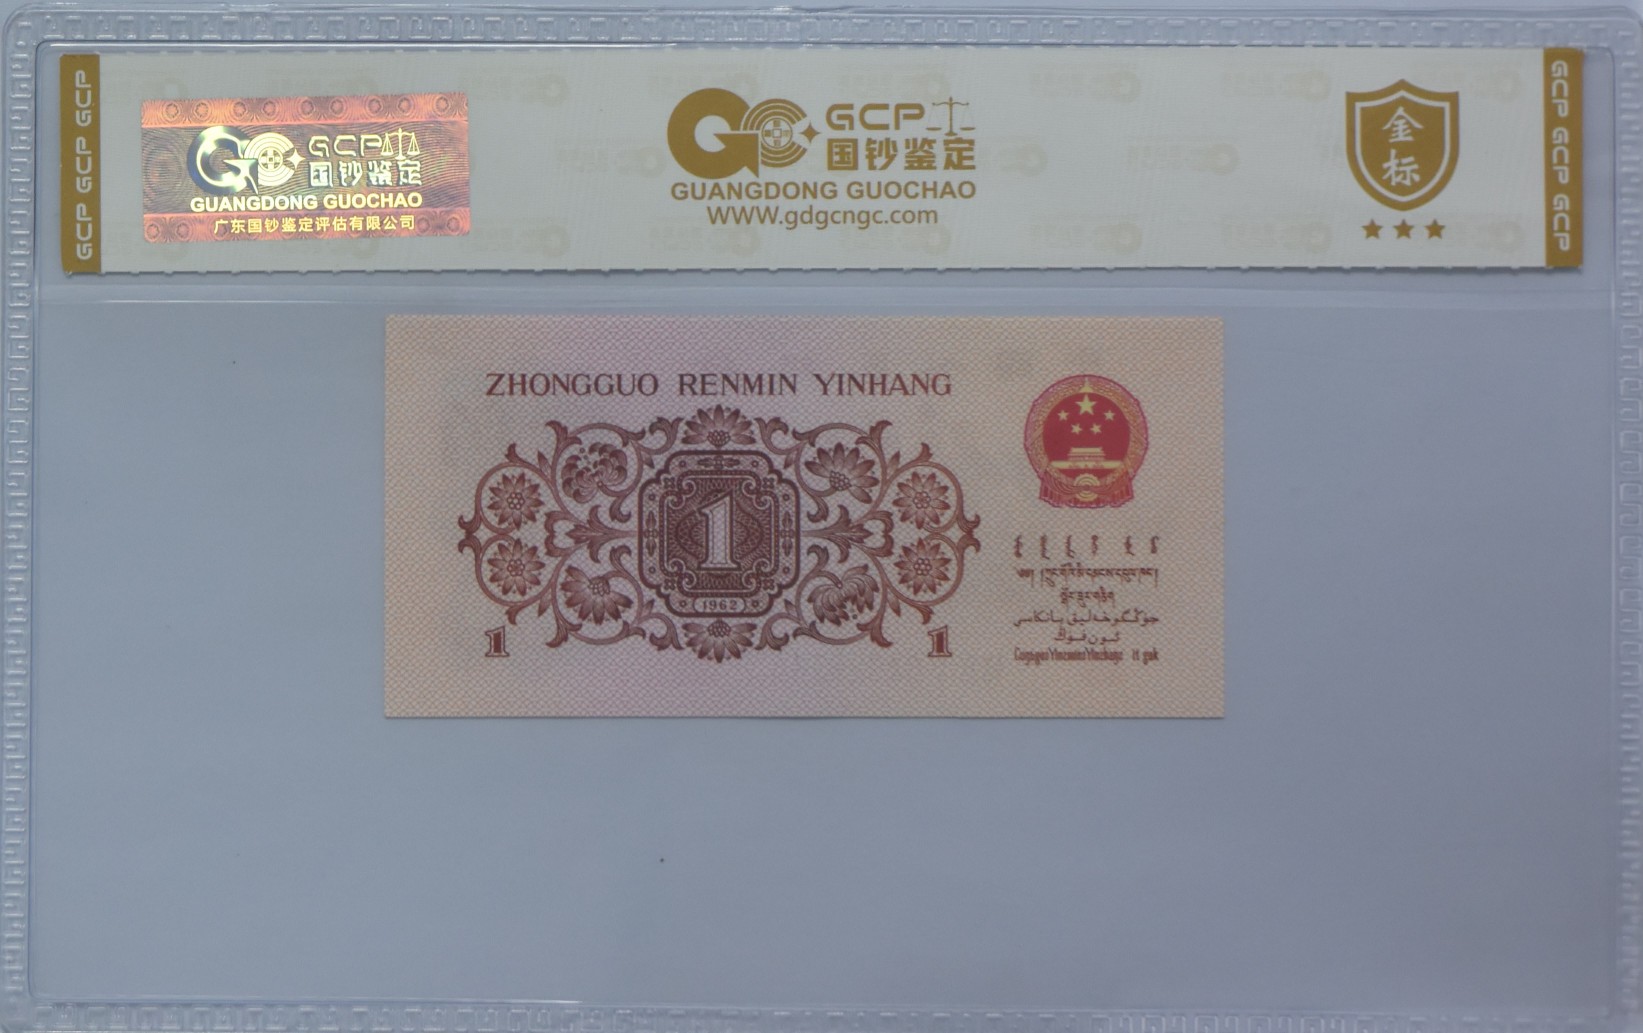 GCP GCP GCP
GCP
国钞鉴定
GUANGDONG GUOCHAO
广东国钞鉴定评估有限公司
GCP
国钞鉴定
GUANGDONG GUOCHAO
WWW.gdgcngc.com
金标
GCP GCP GCP
ZHONGGUO RENMIN YINHANG
1
1962
1
1